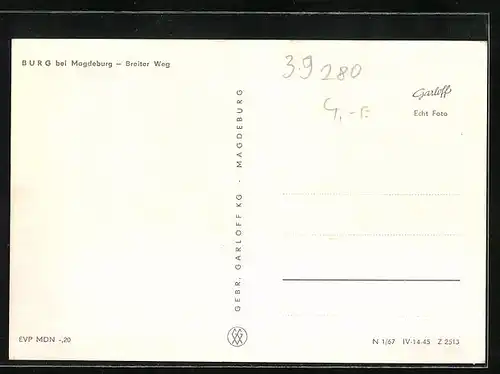 BURG bei Magdeburg – Breiter Weg
39280
4,-E
Garloff
Echt Foto
GEBR. GARLOFF KG · MAGDEBURG
EVP MDN -,20
N 1/67 IV-14-45 Z 2513